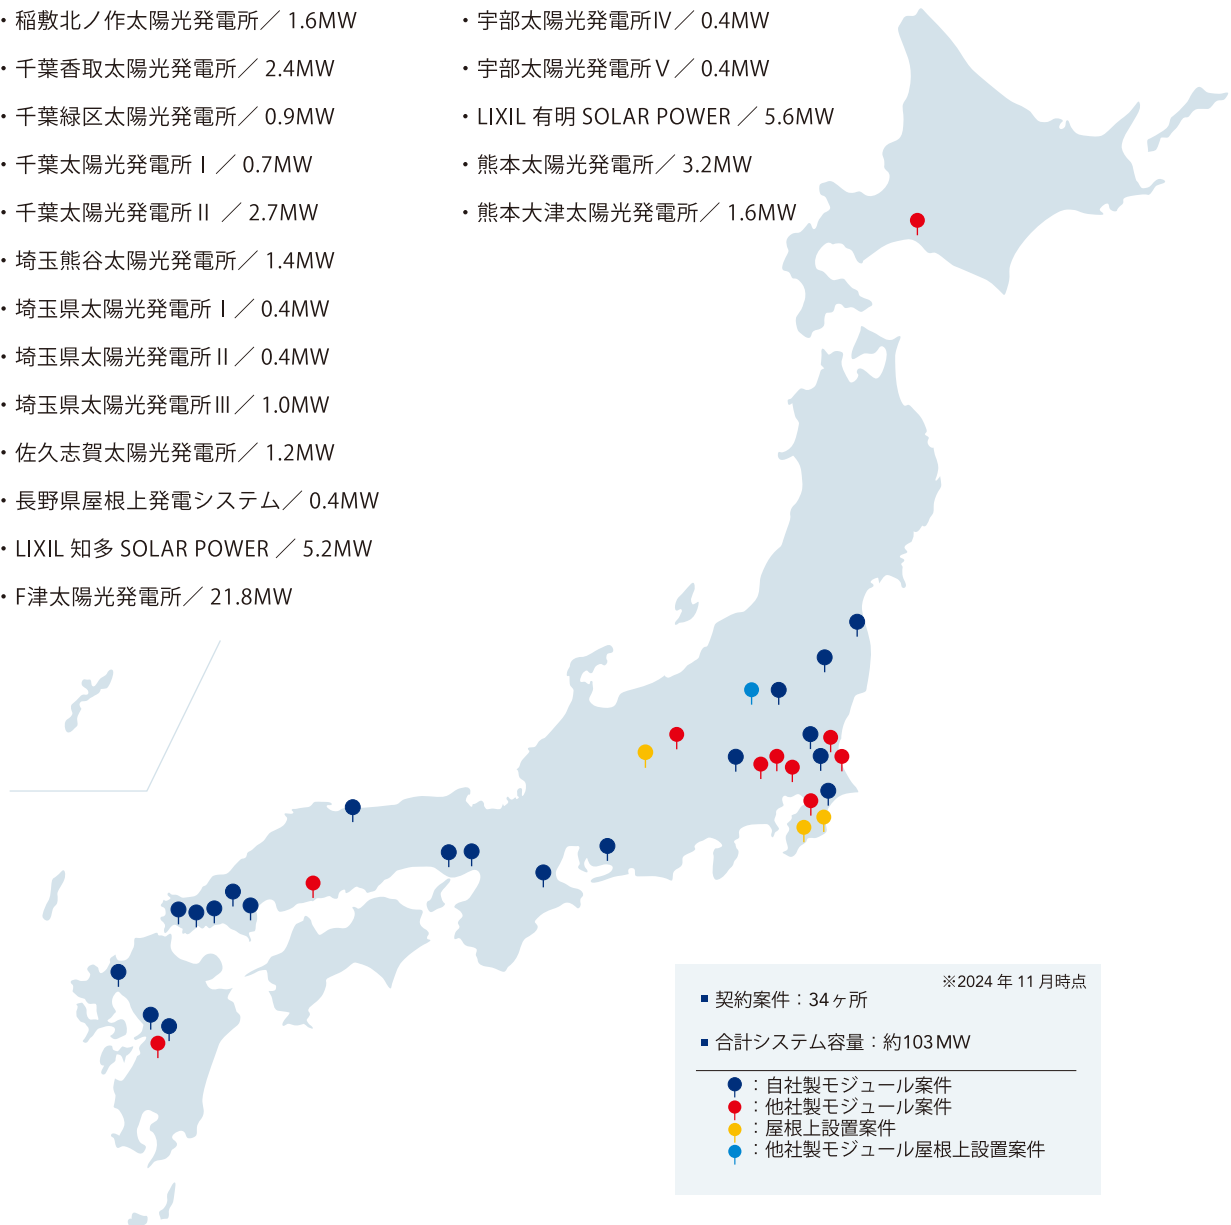 ・稲敷北ノ作太陽光発電所／ 1.6MW
・千葉香取太陽光発電所／ 2.4MW
・千葉緑区太陽光発電所／ 0.9MW
・千葉太陽光発電所Ⅰ ／ 0.7MW
・千葉太陽光発電所Ⅱ ／ 2.7MW
・埼玉熊谷太陽光発電所／ 1.4MW
・埼玉県太陽光発電所Ⅰ ／ 0.4MW
・埼玉県太陽光発電所Ⅱ ／ 0.4MW
・埼玉県太陽光発電所Ⅲ ／ 1.0MW
・佐久志賀太陽光発電所／ 1.2MW
・長野県屋根上発電システム／ 0.4MW
・LIXIL 知多 SOLAR POWER ／ 5.2MW
・F津太陽光発電所／ 21.8MW
・宇部太陽光発電所Ⅳ／ 0.4MW
・宇部太陽光発電所Ⅴ／ 0.4MW
・LIXIL 有明 SOLAR POWER ／ 5.6MW
・熊本太陽光発電所／ 3.2MW
・熊本大津太陽光発電所／ 1.6MW
※2024 年 11 月時点
■ 契約案件：34ヶ所
■ 合計システム容量：約103 MW
：自社製モジュール案件
：他社製モジュール案件
：屋根上設置案件
：他社製モジュール屋根上設置案件